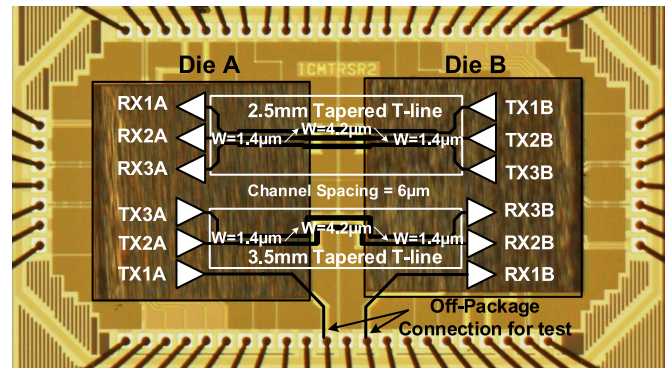 ICMTRSR2
Die A
Die B
RX1A
RX2A
RX3A
2.5mm Tapered T-line
W=1.4µm
W=4.2µm
W=1.4µm
TX1B
TX2B
TX3B
Channel Spacing = 6µm
TX3A
TX2A
TX1A
W=1.4µm
W=4.2µm
W=1.4µm
3.5mm Tapered T-line
RX3B
RX2B
RX1B
Off-Package
Connection for test